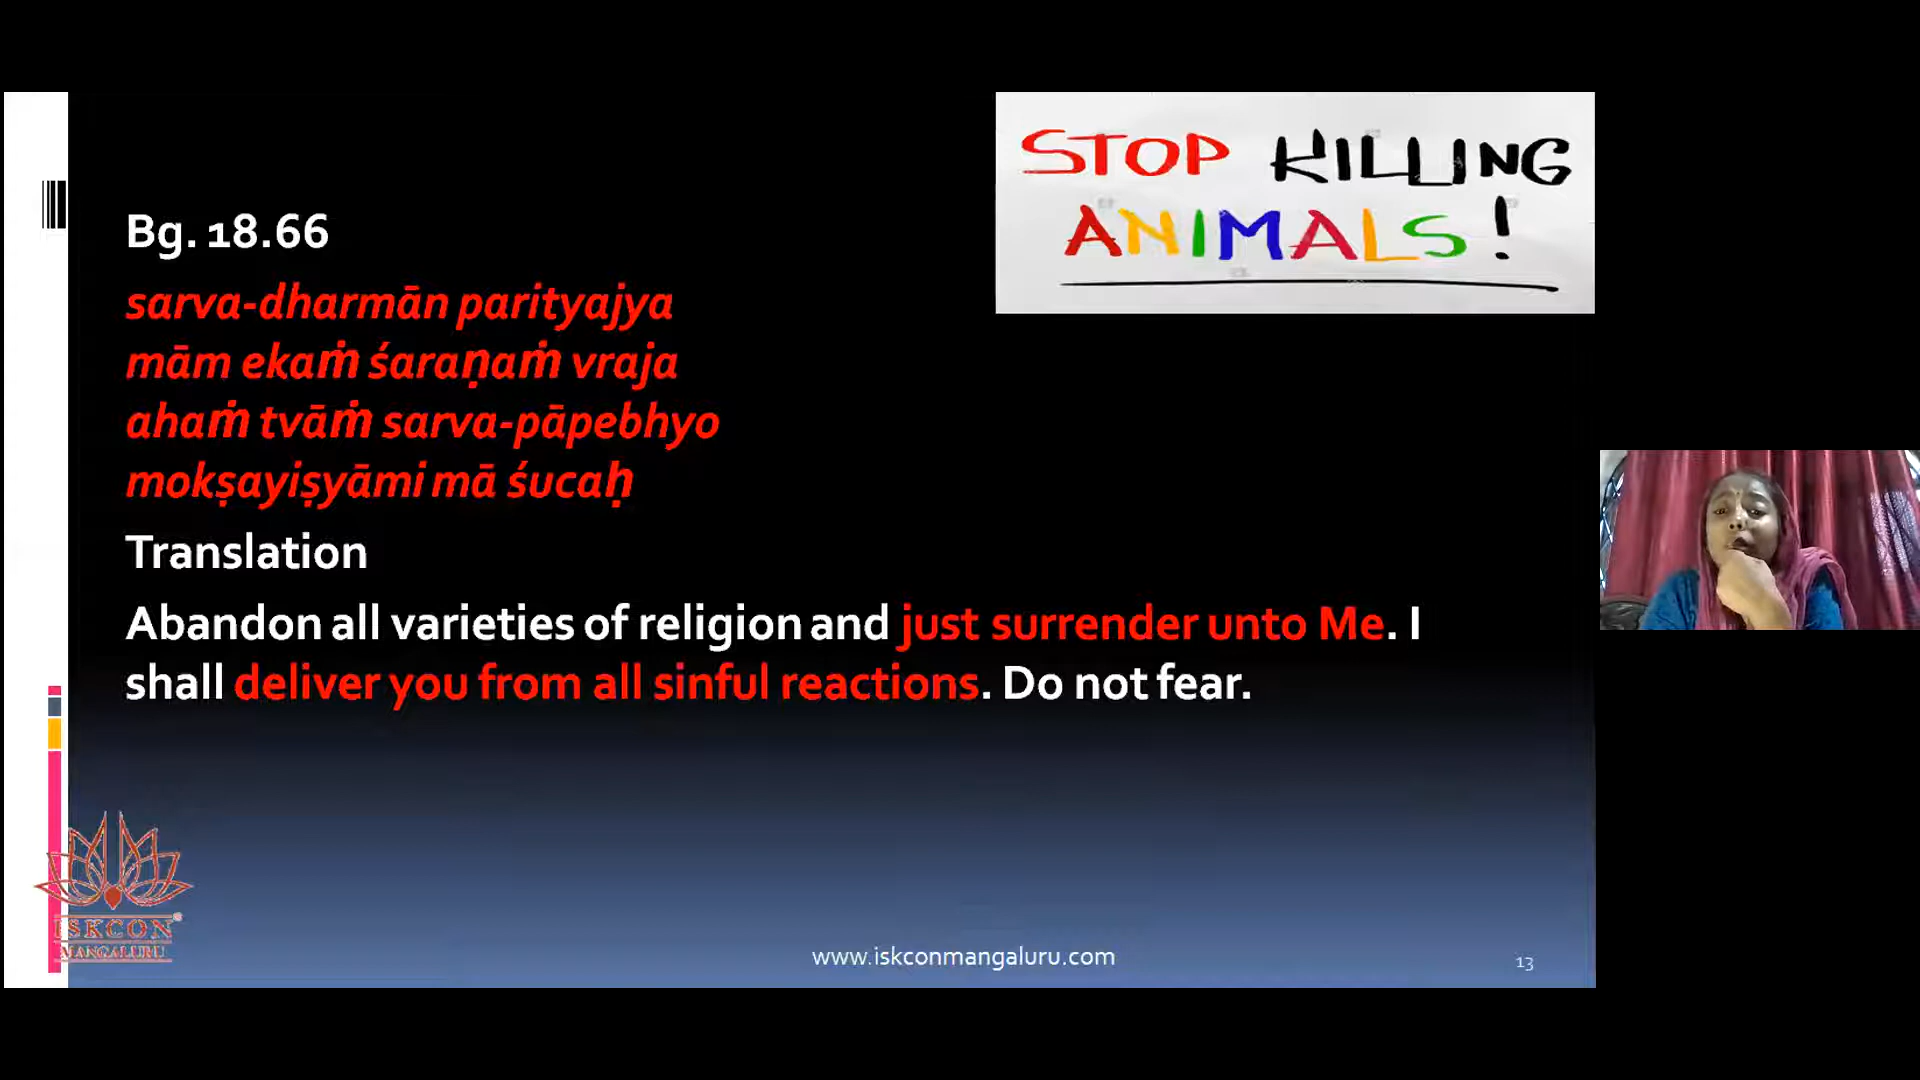 STOP KILLING
ANIMALS!
Bg. 18.66
sarva-dharmān parityajya
mām ekaṁ śaraṇaṁ vraja
ahaṁ tvāṁ sarva-pāpebhyo
mokṣayiṣyāmi mā śucaḥ
Translation
Abandon all varieties of religion and just surrender unto Me. I
shall deliver you from all sinful reactions. Do not fear.
ISKCON
MANGALURU
www.iskconmangaluru.com
13